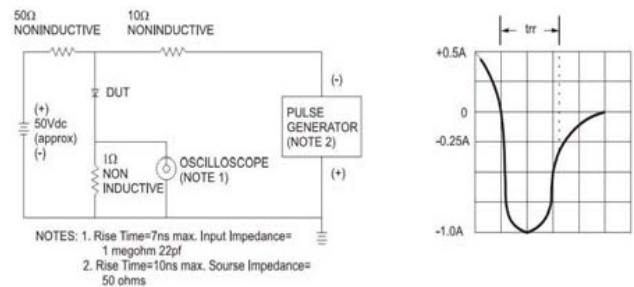 50Ω
NONINDUCTIVE
10Ω
NONINDUCTIVE
DUT
(+)
50Vdc
(approx)
(-)
1Ω
NON
INDUCTIVE
OSCILLOSCOPE
(NOTE 1)
(-)
PULSE
GENERATOR
(NOTE 2)
(+)
NOTES: 1. Rise Time=7ns max. Input Impedance=
1 megohm 22pf
2. Rise Time=10ns max. Sourse Impedance=
50 ohms
trr
+0.5A
0
-0.25A
-1.0A